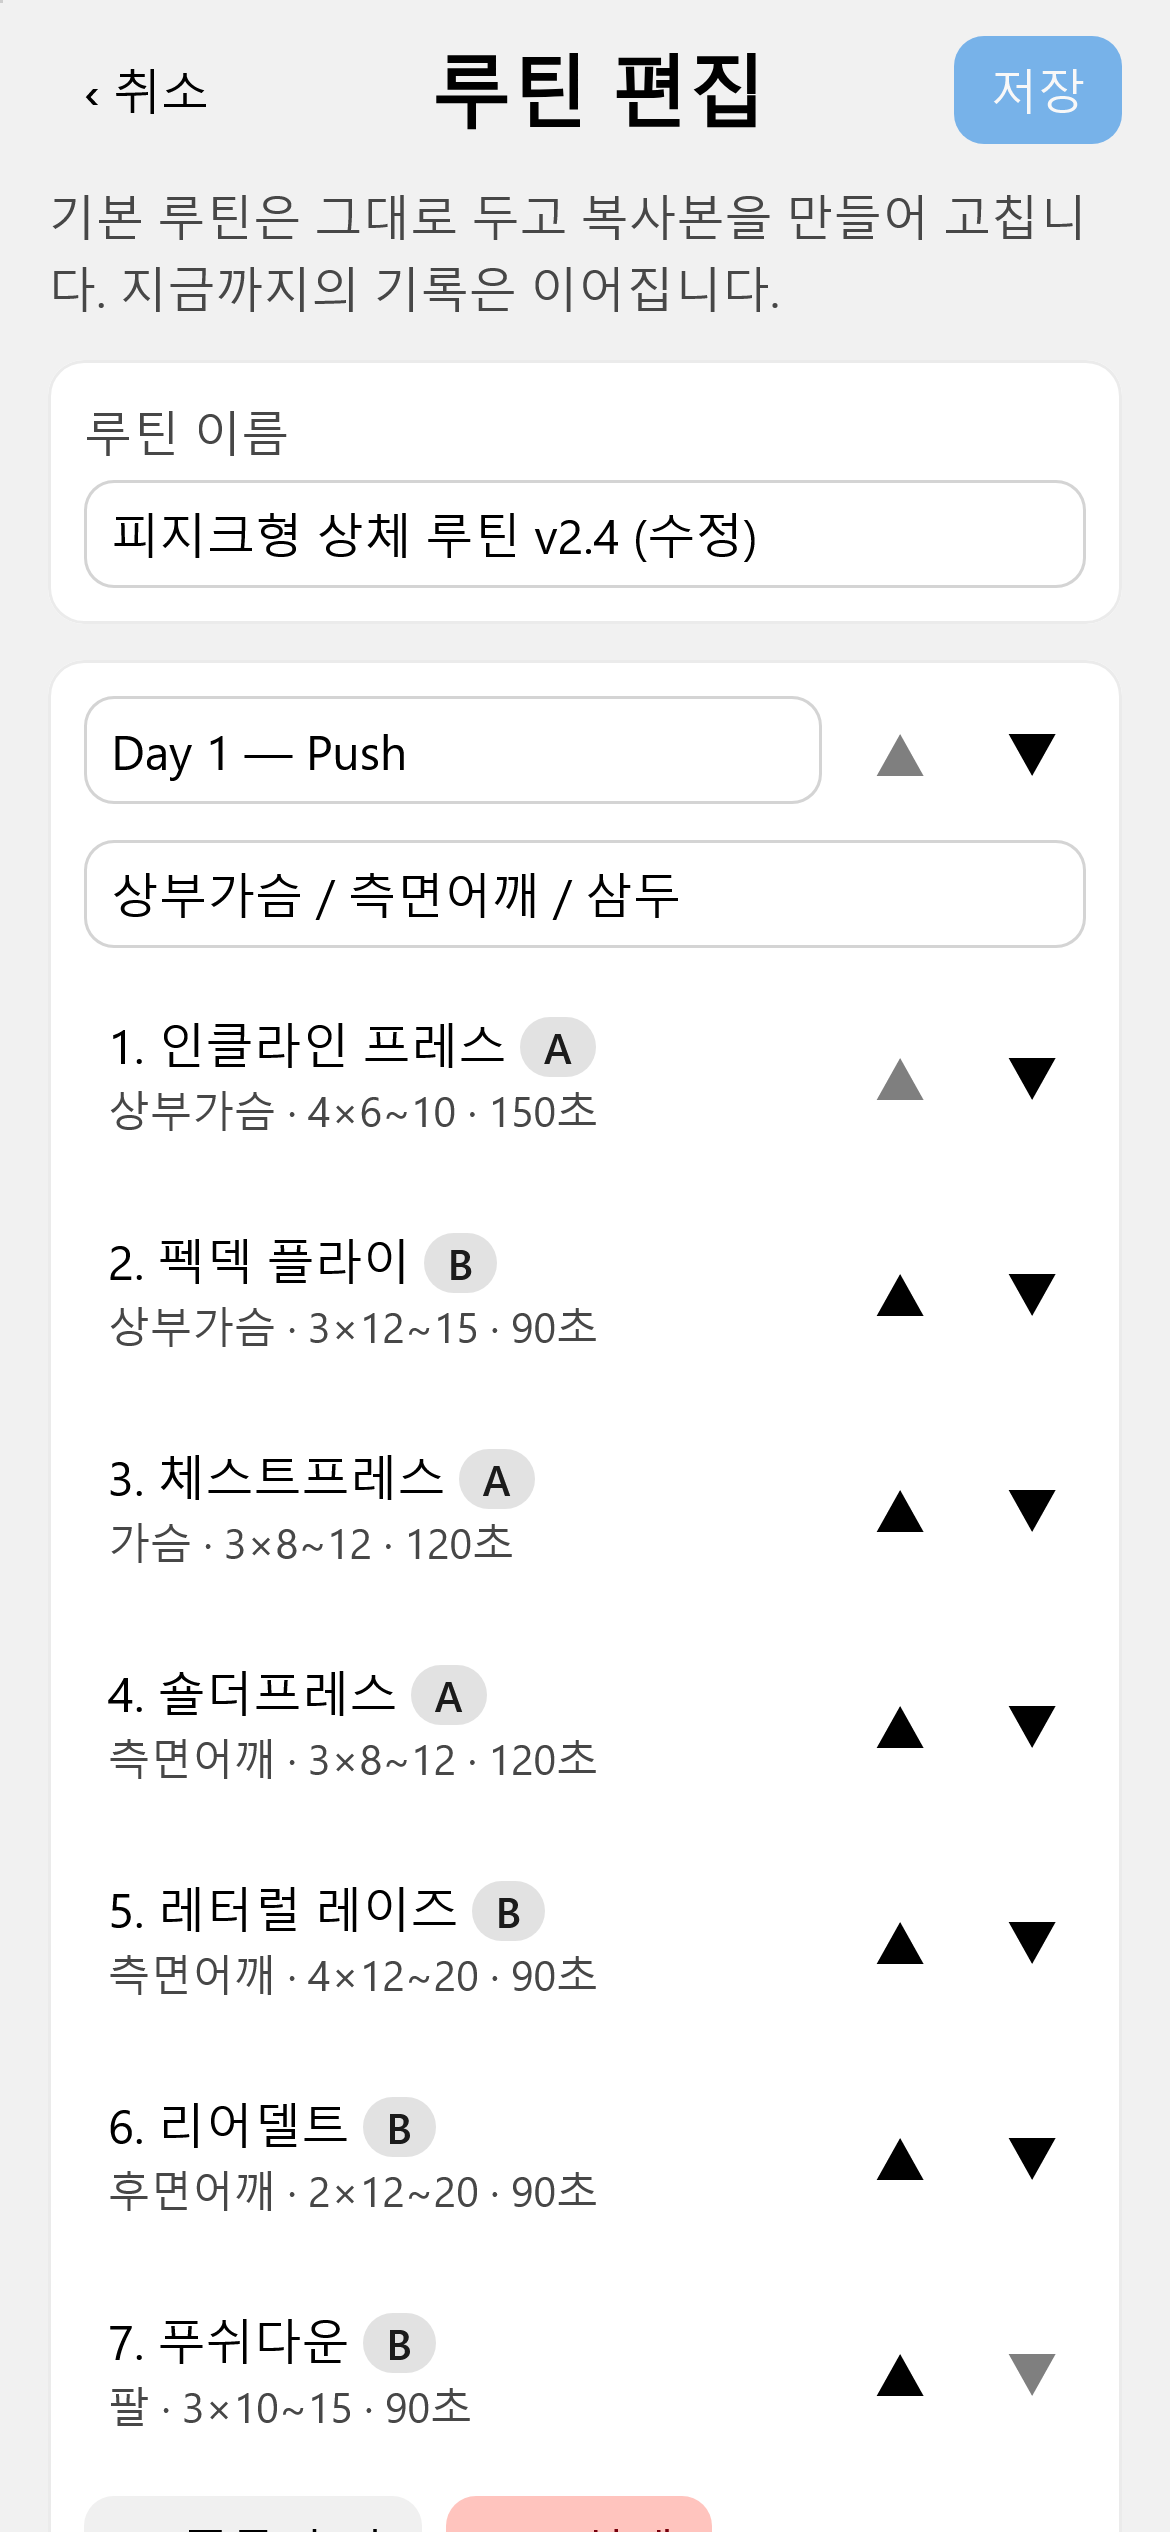 ‹ 취소
루틴 편집
저장
기본 루틴은 그대로 두고 복사본을 만들어 고칩니
다. 지금까지의 기록은 이어집니다.
루틴 이름
피지크형 상체 루틴 v2.4 (수정)
Day 1 — Push
▲ ▼
상부가슴 / 측면어깨 / 삼두
1. 인클라인 프레스 A
상부가슴 · 4×6~10 · 150초
▲ ▼
2. 펙덱 플라이 B
상부가슴 · 3×12~15 · 90초
▲ ▼
3. 체스트프레스 A
가슴 · 3×8~12 · 120초
▲ ▼
4. 숄더프레스 A
측면어깨 · 3×8~12 · 120초
▲ ▼
5. 레터럴 레이즈 B
측면어깨 · 4×12~20 · 90초
▲ ▼
6. 리어델트 B
후면어깨 · 2×12~20 · 90초
▲ ▼
7. 푸쉬다운 B
팔 · 3×10~15 · 90초
▲ ▼